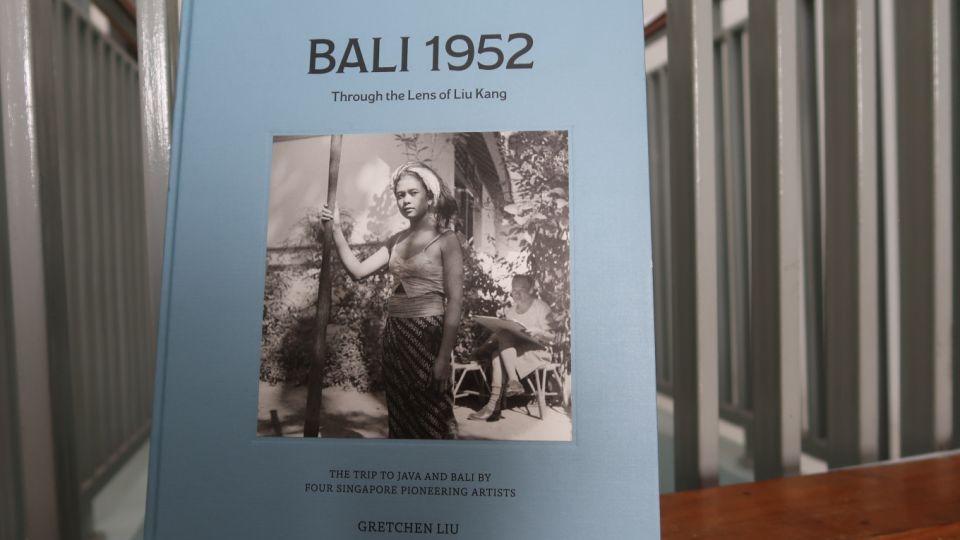 BALI 1952
Through the Lens of Liu Kang
THE TRIP TO JAVA AND BALI BY
FOUR SINGAPORE PIONEERING ARTISTS
GRETCHEN LIU